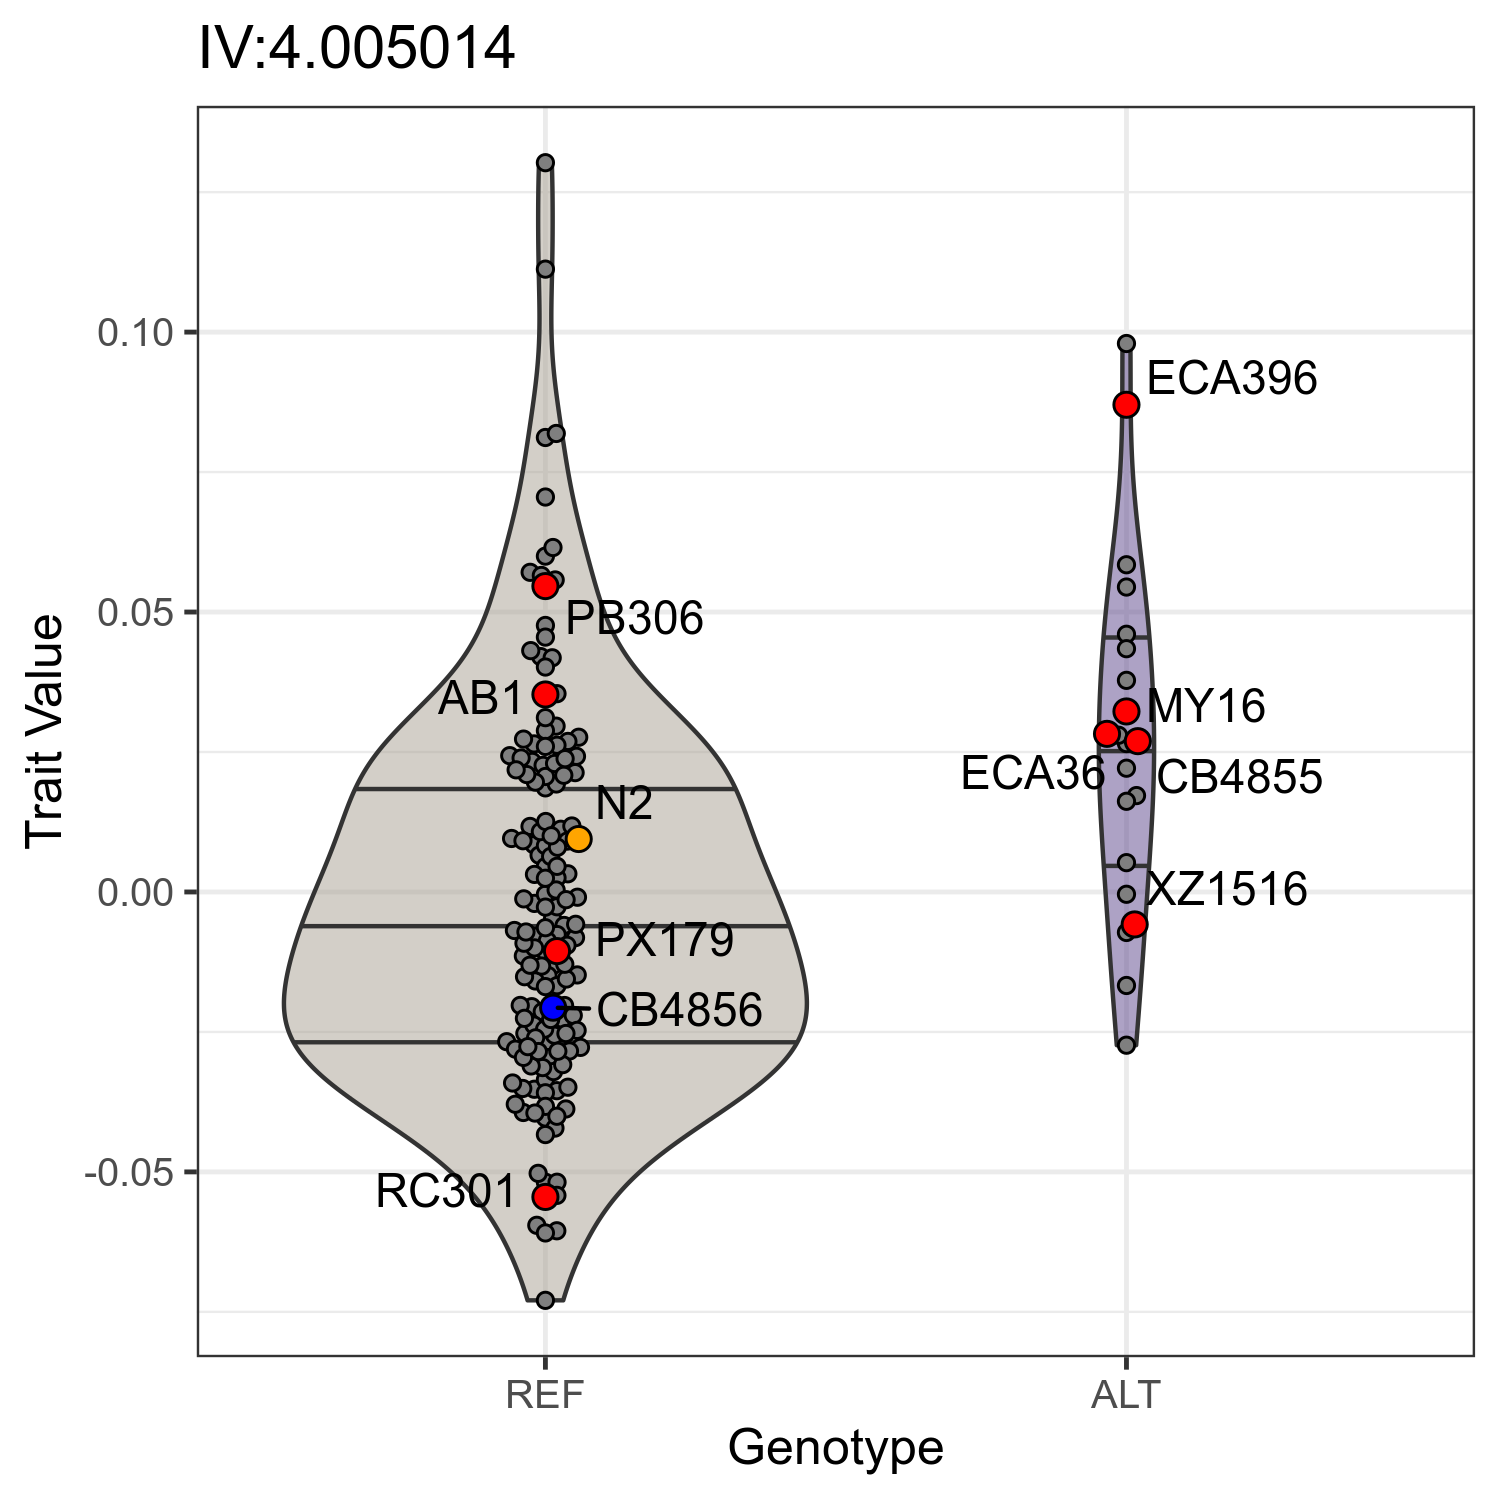 IV:4.005014
Trait Value
0.10
0.05
0.00
-0.05
ECA396
PB306
AB1
MY16
ECA36
CB4855
N2
XZ1516
PX179
CB4856
RC301
REF
ALT
Genotype